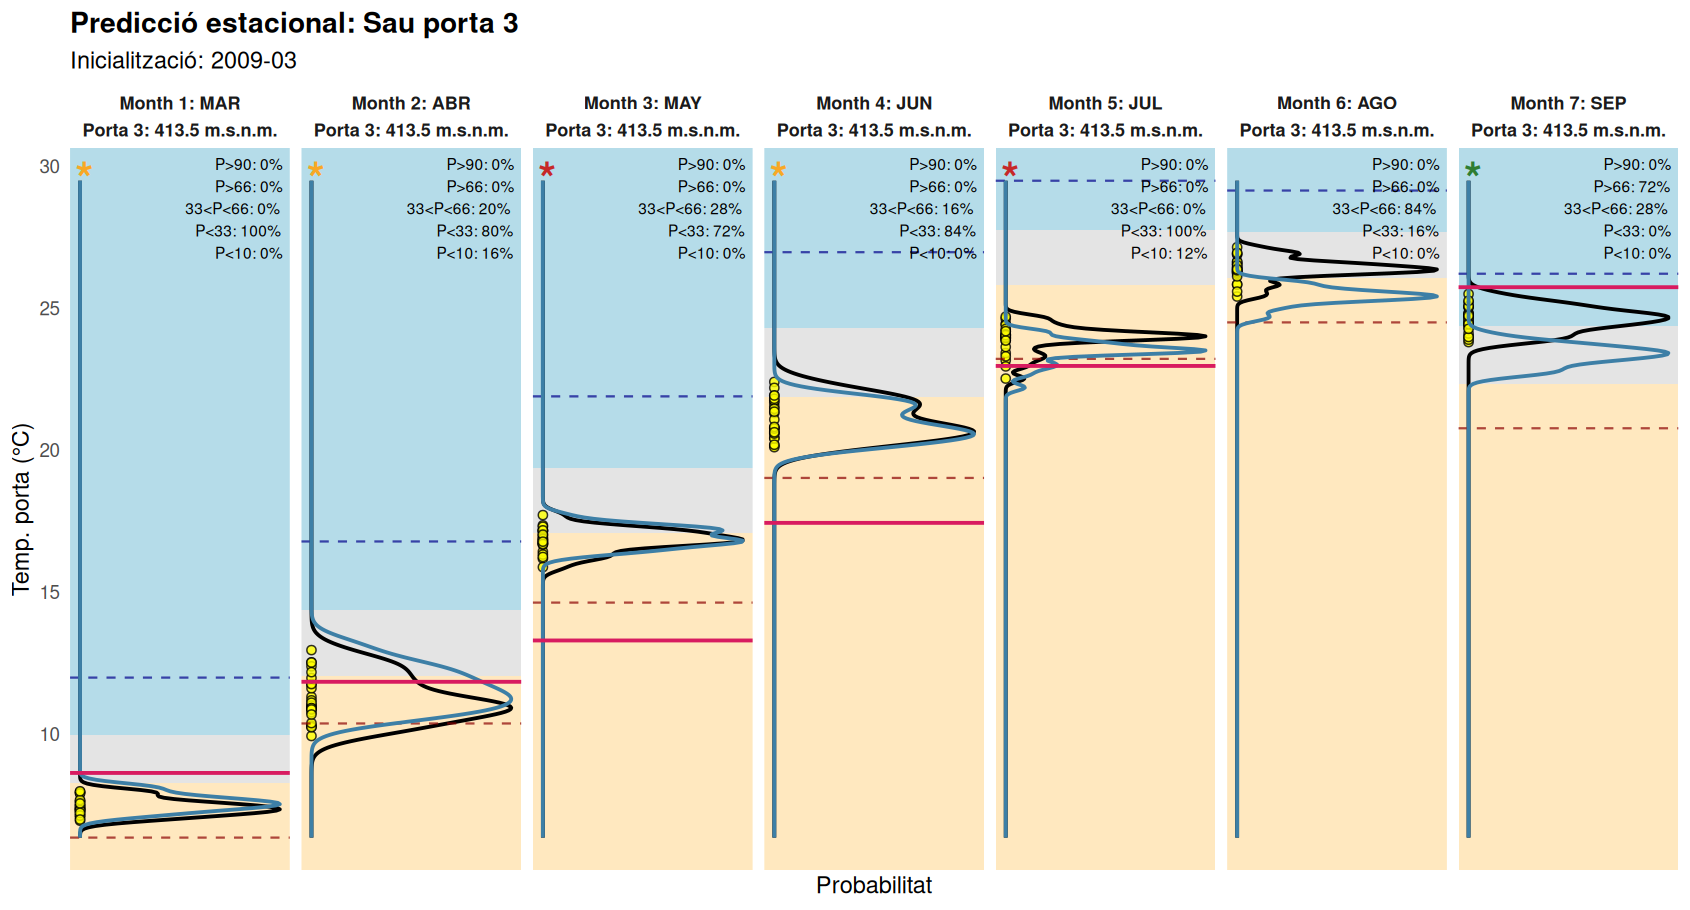 Predicció estacional: Sau porta 3
Inicialització: 2009-03
Month 1: MAR
Porta 3: 413.5 m.s.n.m.
Month 2: ABR
Porta 3: 413.5 m.s.n.m.
Month 3: MAY
Porta 3: 413.5 m.s.n.m.
Month 4: JUN
Porta 3: 413.5 m.s.n.m.
Month 5: JUL
Porta 3: 413.5 m.s.n.m.
Month 6: AGO
Porta 3: 413.5 m.s.n.m.
Month 7: SEP
Porta 3: 413.5 m.s.n.m.
*
P>90: 0%
P>66: 0%
33<P<66: 0%
P<33: 100%
P<10: 0%
*
P>90: 0%
P>66: 0%
33<P<66: 20%
P<33: 80%
P<10: 16%
*
P>90: 0%
P>66: 0%
33<P<66: 28%
P<33: 72%
P<10: 0%
*
P>90: 0%
P>66: 0%
33<P<66: 16%
P<33: 84%
P<10: 0%
*
P>90: 0%
P>66: 0%
33<P<66: 0%
P<33: 100%
P<10: 12%
P>90: 0%
P>66: 0%
33<P<66: 84%
P<33: 16%
P<10: 0%
*
P>90: 0%
P>66: 72%
33<P<66: 28%
P<33: 0%
P<10: 0%
Temp. porta (°C)
30
25
20
15
10
Probabilitat